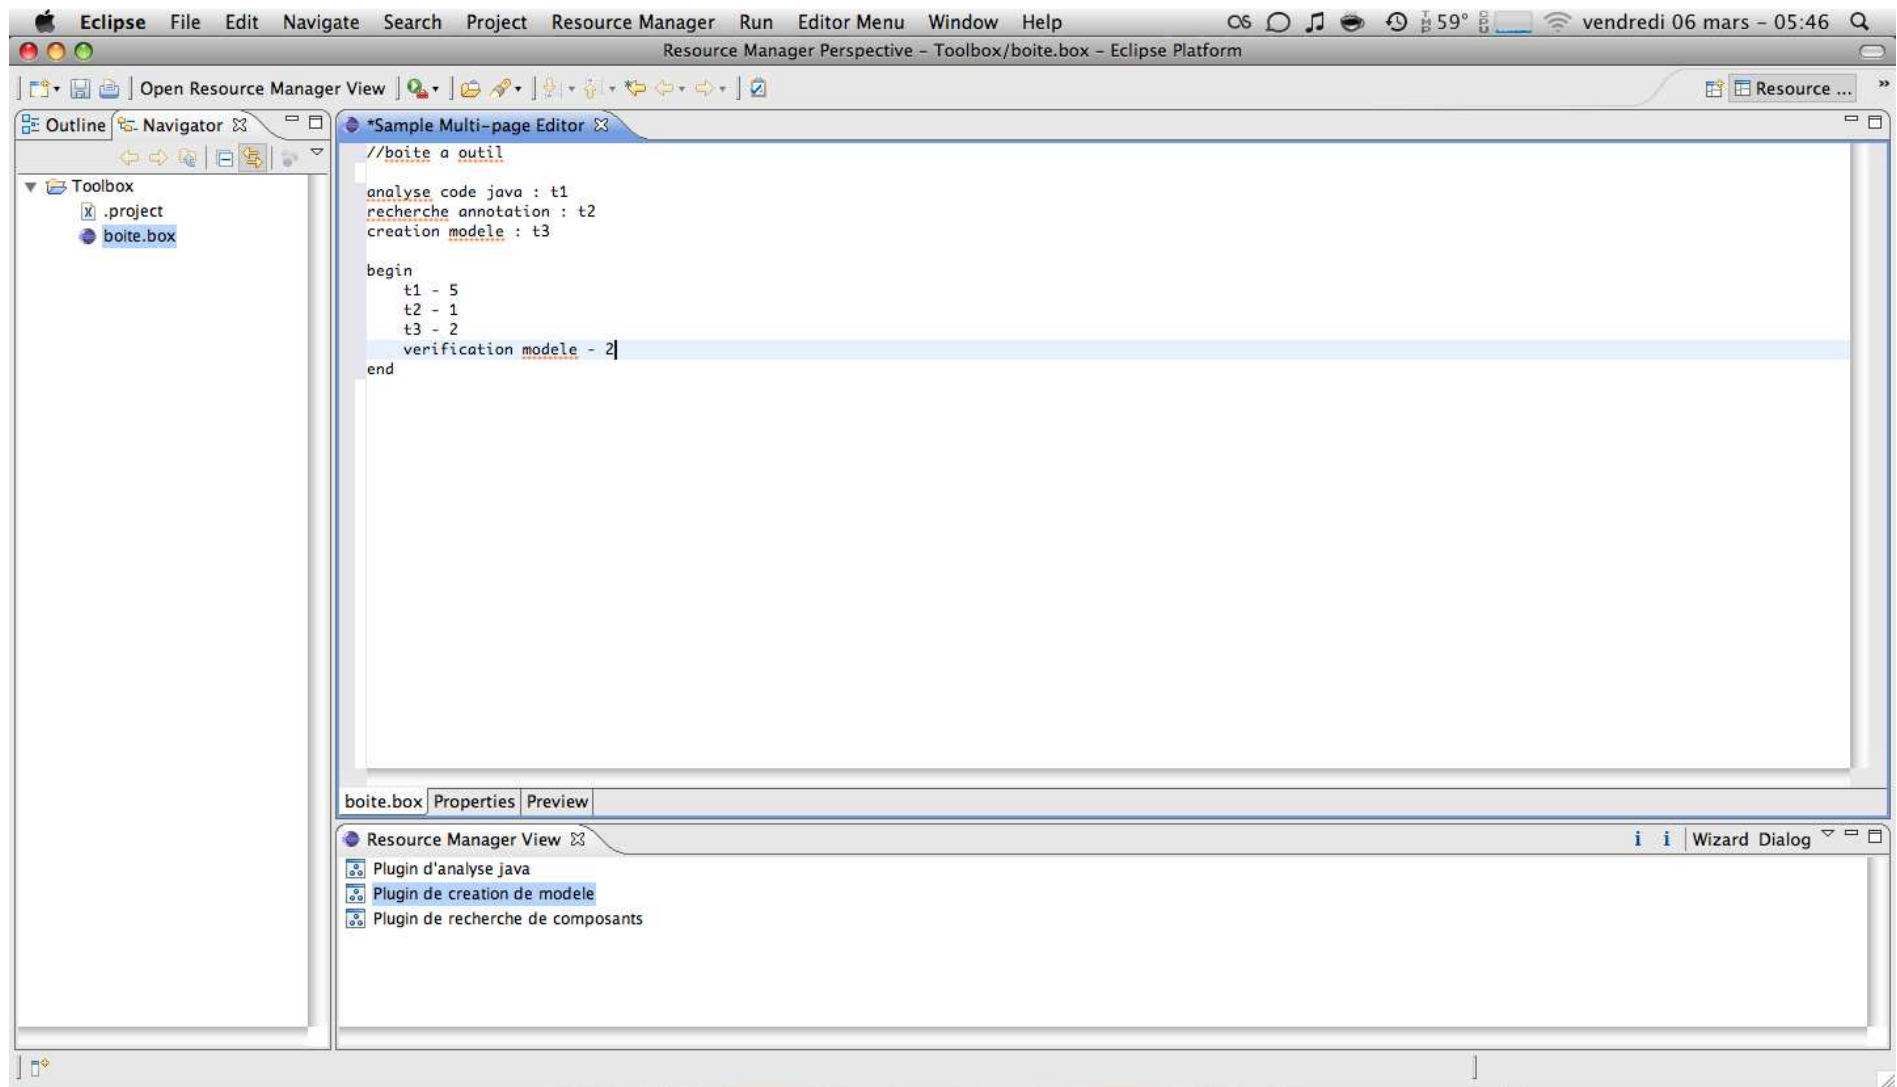 Eclipse File Edit Navigate Search Project Resource Manager Run Editor Menu Window Help 59° vendredi 06 mars - 05:46
Resource Manager Perspective - Toolbox/boite.box - Eclipse Platform
Open Resource Manager View Resource ... »
Outline Navigator
*Sample Multi-page Editor
Toolbox
.project
boite.box
//boite a outil
analyse code java : t1
recherche annotation : t2
creation modele : t3
begin
t1 - 5
t2 - 1
t3 - 2
verification modele - 2
end
boite.box Properties Preview
Resource Manager View Wizard Dialog
Plugin d'analyse java
Plugin de creation de modele
Plugin de recherche de composants